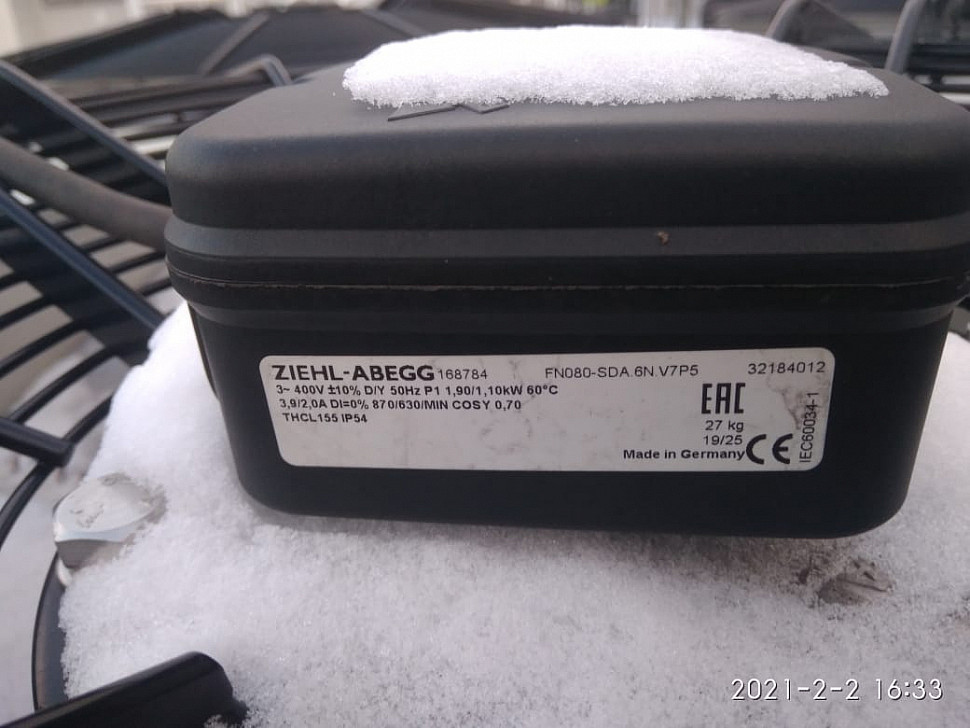 ZIEHL-ABEGG 168784 FN080-SDA.6N.V7P5 32184012
3~ 400V ±10% D/Y 50Hz P1 1,90/1,10kW 60°C
3,9/2,0A DI=0% 870/630/MIN COSY 0,70
THCL155 IP54
EAC
27 kg
19/25
Made in Germany CE
IEC60034-1
2021-2-2 16:33